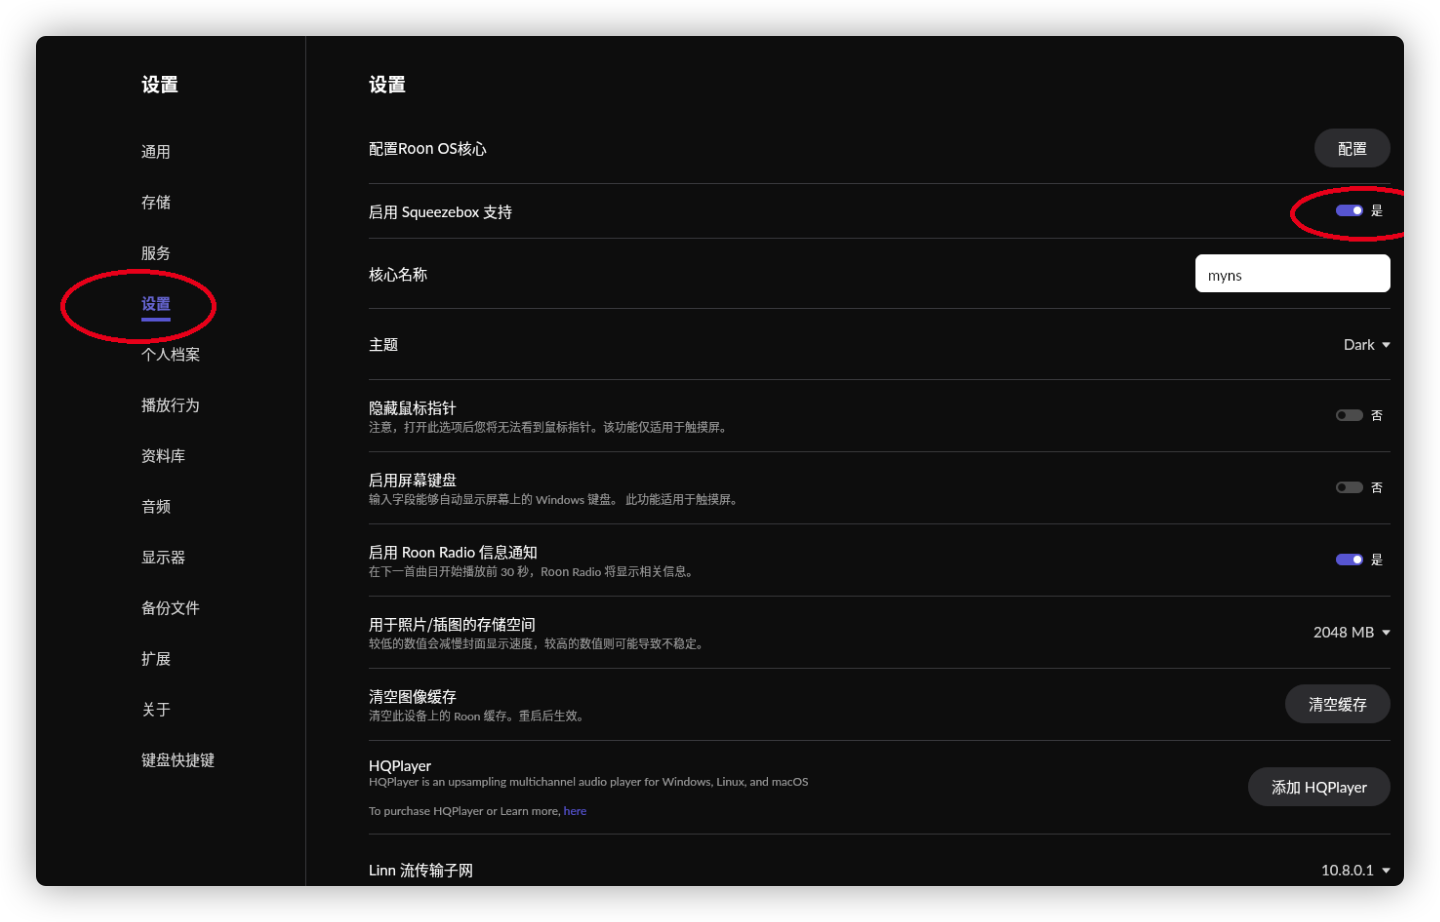 设置
通用
存储
服务
设置
个人档案
播放行为
资料库
音频
显示器
备份文件
扩展
关于
键盘快捷键
设置
配置Roon OS核心
配置
启用 Squeezebox 支持
是
核心名称
myns
主题
Dark
隐藏鼠标指针
注意，打开此选项后您将无法看到鼠标指针。该功能仅适用于触摸屏。
否
启用屏幕键盘
输入字段能够自动显示屏幕上的 Windows 键盘。 此功能适用于触摸屏。
否
启用 Roon Radio 信息通知
在下一首曲目开始播放前 30 秒，Roon Radio 将显示相关信息。
是
用于照片/插图的存储空间
较低的数值会减慢封面显示速度，较高的数值则可能导致不稳定。
2048 MB
清空图像缓存
清空此设备上的 Roon 缓存。重启后生效。
清空缓存
HQPlayer
HQPlayer is an upsampling multichannel audio player for Windows, Linux, and macOS
To purchase HQPlayer or Learn more, here
添加 HQPlayer
Linn 流传输子网
10.8.0.1